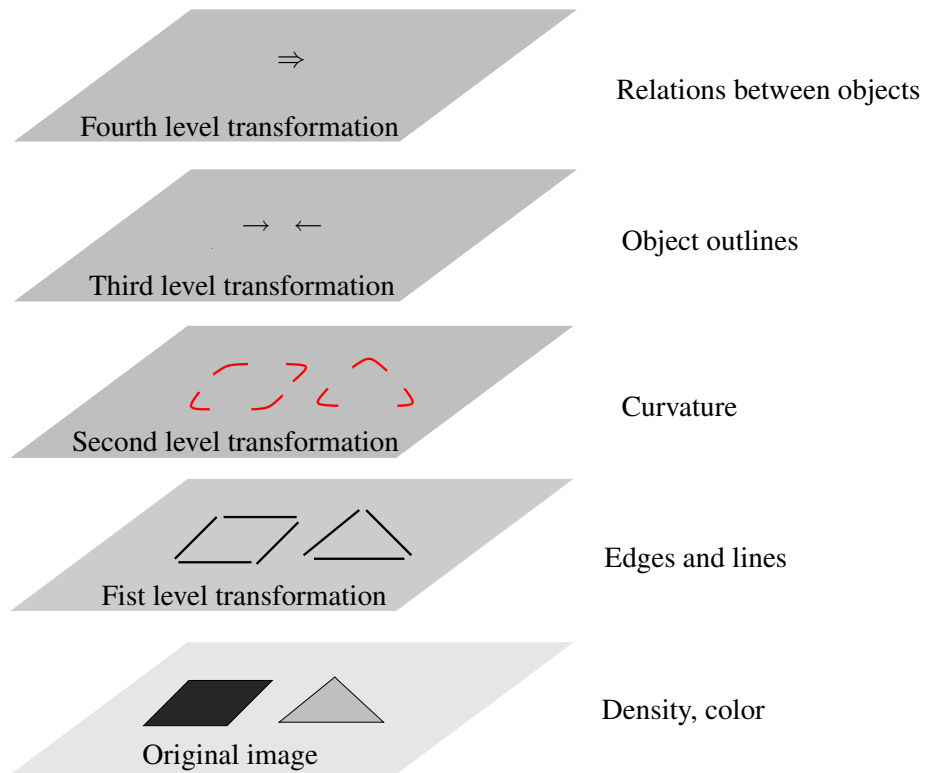 ⇒
Relations between objects
Fourth level transformation
→ ←
Object outlines
Third level transformation
Curvature
Second level transformation
Edges and lines
Fist level transformation
Density, color
Original image